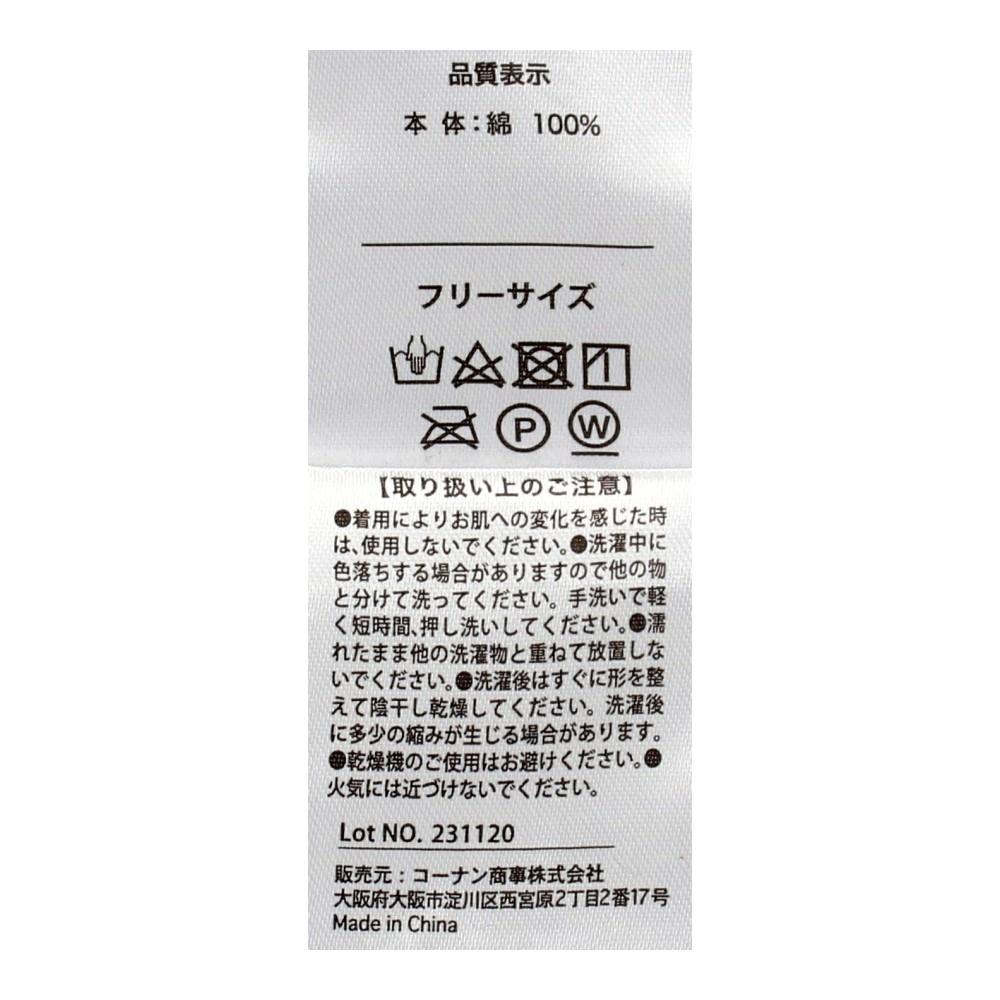 品質表示
本 体：綿 100%
フリーサイズ
P
W
【取り扱い上のご注意】
●着用によりお肌への変化を感じた時
は、使用しないでください。●洗濯中に
色落ちする場合がありますので他の物
と分けて洗ってください。手洗いで軽
く短時間、押し洗いしてください。●濡
れたまま他の洗濯物と重ねて放置しな
いでください。●洗濯後はすぐに形を整
えて陰干し乾燥してください。洗濯後
に多少の縮みが生じる場合があります。
●乾燥機のご使用はお避けください。●
火気には近づけないでください。
Lot NO. 231120
販売元：コーナン商事株式会社
大阪府大阪市淀川区西宮原2丁目2番17号
Made in China